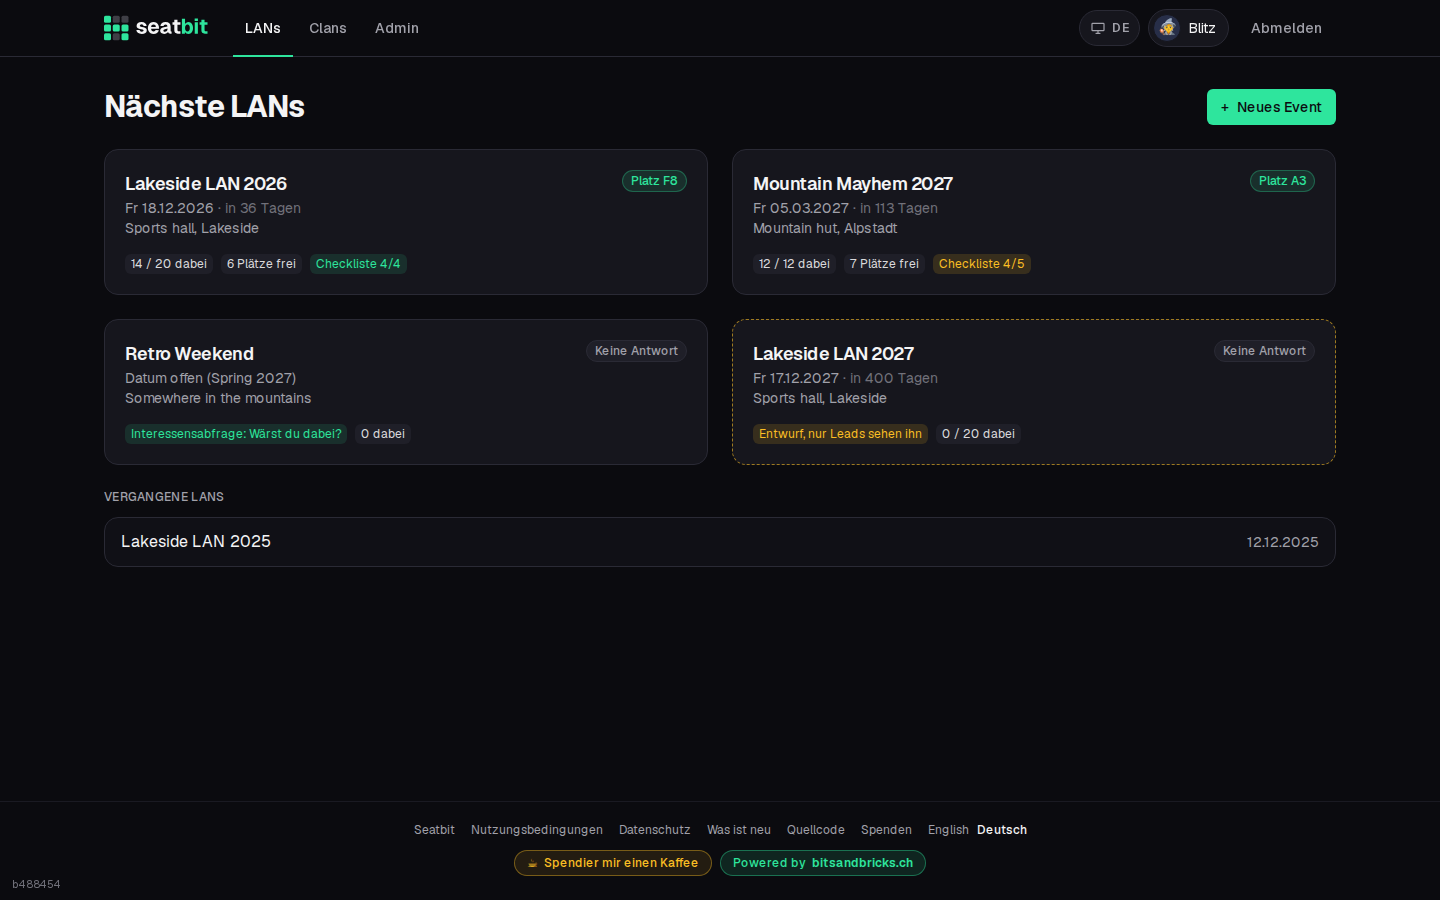 seatbit LANs Clans Admin DE Blitz Abmelden
Nächste LANs + Neues Event
Lakeside LAN 2026 Platz F8
Fr 18.12.2026 · in 36 Tagen
Sports hall, Lakeside
14 / 20 dabei 6 Plätze frei Checkliste 4/4
Mountain Mayhem 2027 Platz A3
Fr 05.03.2027 · in 113 Tagen
Mountain hut, Alpstadt
12 / 12 dabei 7 Plätze frei Checkliste 4/5
Retro Weekend Keine Antwort
Datum offen (Spring 2027)
Somewhere in the mountains
Interessensabfrage: Wärst du dabei? 0 dabei
Lakeside LAN 2027 Keine Antwort
Fr 17.12.2027 · in 400 Tagen
Sports hall, Lakeside
Entwurf, nur Leads sehen ihn 0 / 20 dabei
VERGANGENE LANS
Lakeside LAN 2025 12.12.2025
Seatbit Nutzungsbedingungen Datenschutz Was ist neu Quellcode Spenden English Deutsch
Spendier mir einen Kaffee Powered by bitsandbricks.ch
b488454